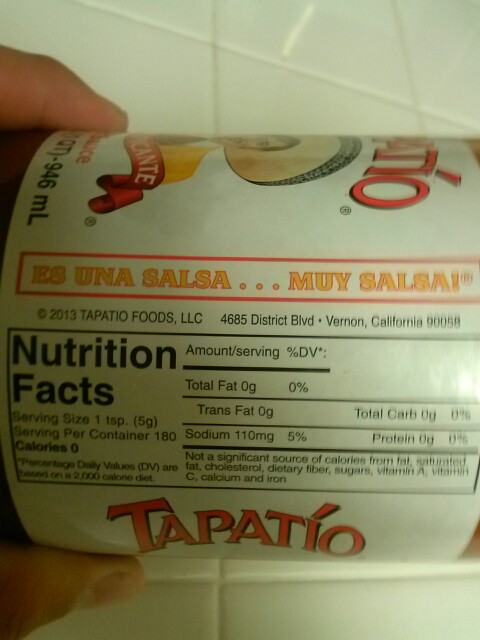 TAPATÍO®
PICANTE
®
(QT)-946 mL
ES UNA SALSA . . . MUY SALSA!®
© 2013 TAPATIO FOODS, LLC 4685 District Blvd • Vernon, California 90058
Nutrition Facts
Serving Size 1 tsp. (5g)
Serving Per Container 180
Calories 0
*Percentage Daily Values (DV) are
based on a 2,000 calorie diet.
Amount/serving %DV*:
Total Fat 0g 0%
Trans Fat 0g Total Carb 0g 0%
Sodium 110mg 5% Protein 0g 0%
Not a significant source of calories from fat, saturated
fat, cholesterol, dietary fiber, sugars, vitamin A, vitamin
C, calcium and iron
TAPATÍO®